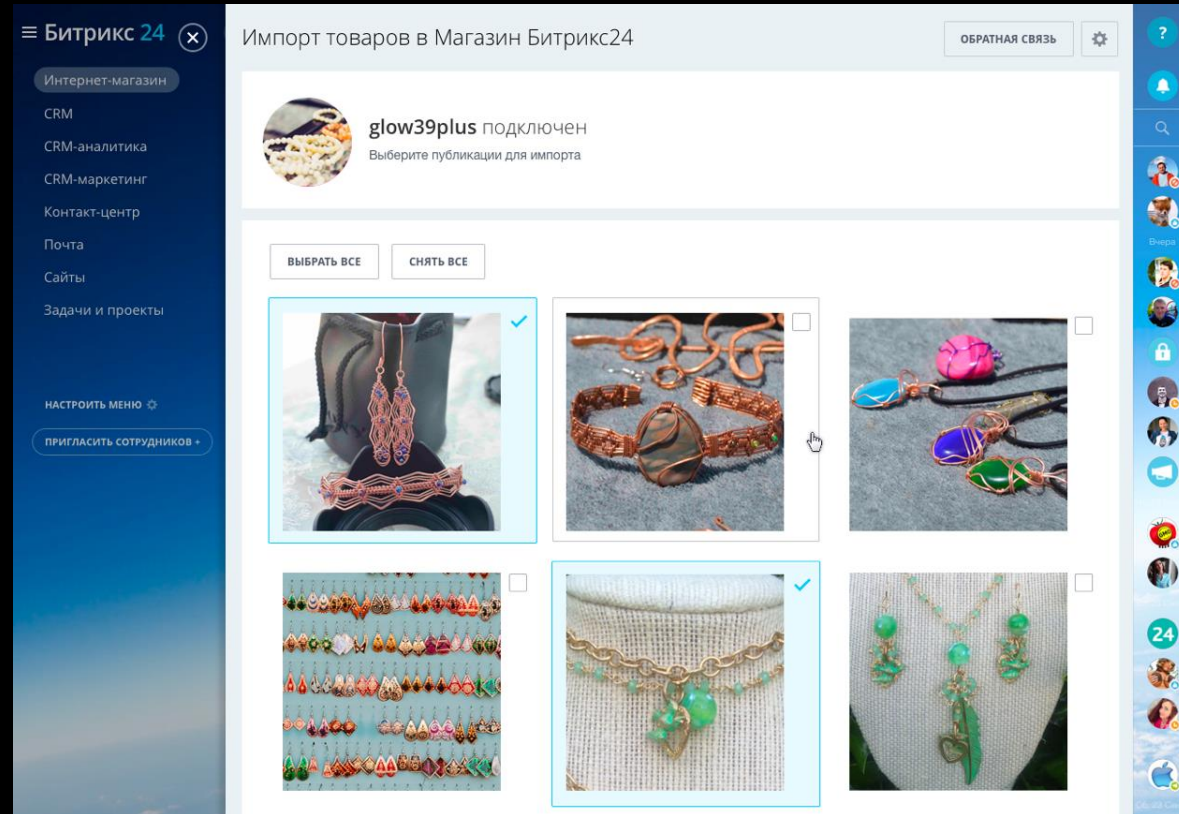 Битрикс 24
Интернет-магазин
CRM
CRM-аналитика
CRM-маркетинг
Контакт-центр
Почта
Сайты
Задачи и проекты
НАСТРОИТЬ МЕНЮ
ПРИГЛАСИТЬ СОТРУДНИКОВ +
Импорт товаров в Магазин Битрикс24
ОБРАТНАЯ СВЯЗЬ
glow39plus подключен
Выберите публикации для импорта
ВЫБРАТЬ ВСЕ
СНЯТЬ ВСЕ
?
Вчера
24